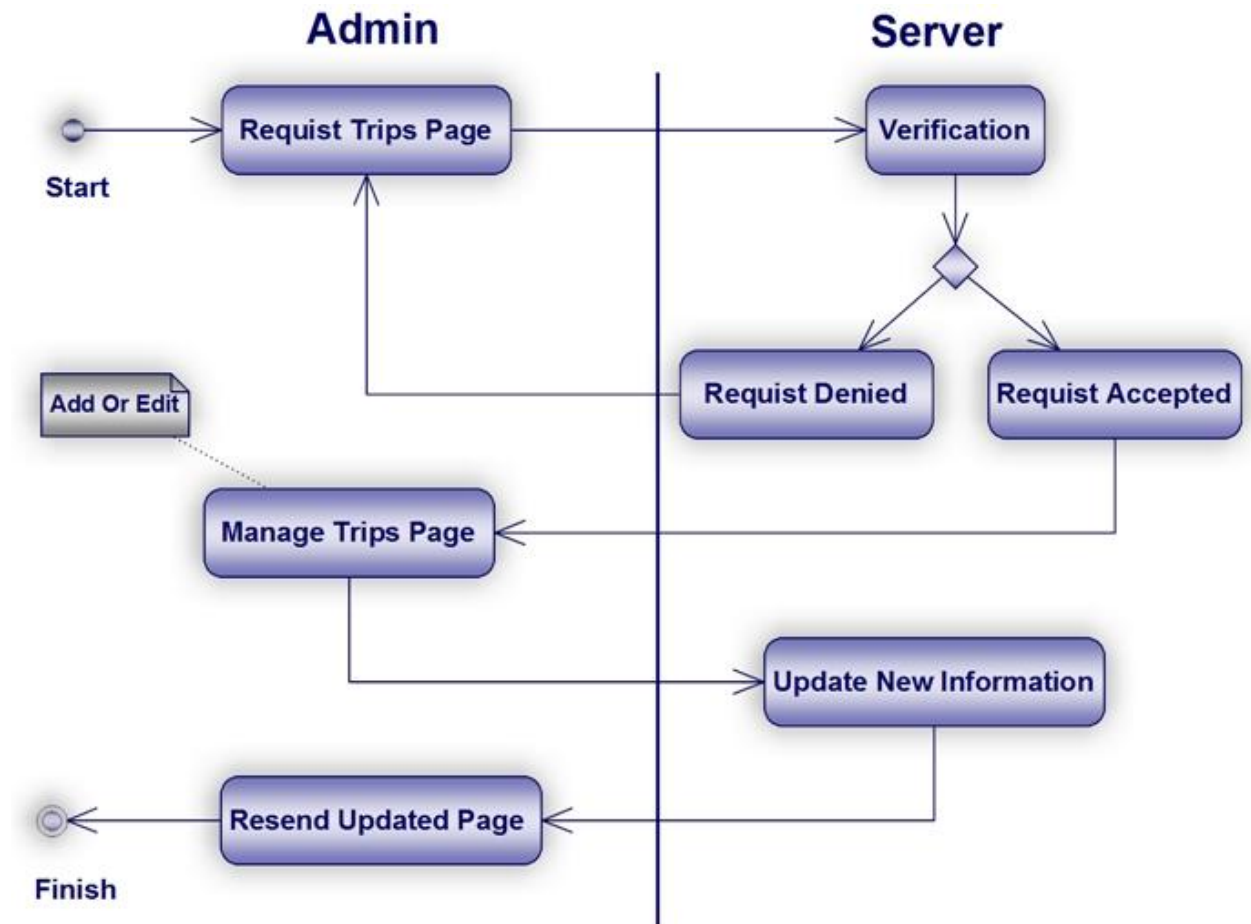 Admin
Server
Requist Trips Page
Verification
Start
Requist Denied
Requist Accepted
Add Or Edit
Manage Trips Page
Update New Information
Resend Updated Page
Finish